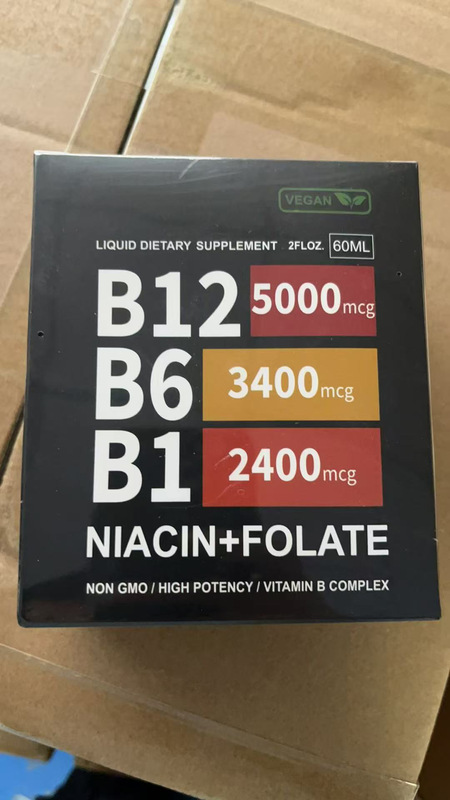 VEGAN
LIQUID DIETARY SUPPLEMENT 2FLOZ. 60ML
B12 5000mcg
B6 3400mcg
B1 2400mcg
NIACIN+FOLATE
NON GMO / HIGH POTENCY / VITAMIN B COMPLEX